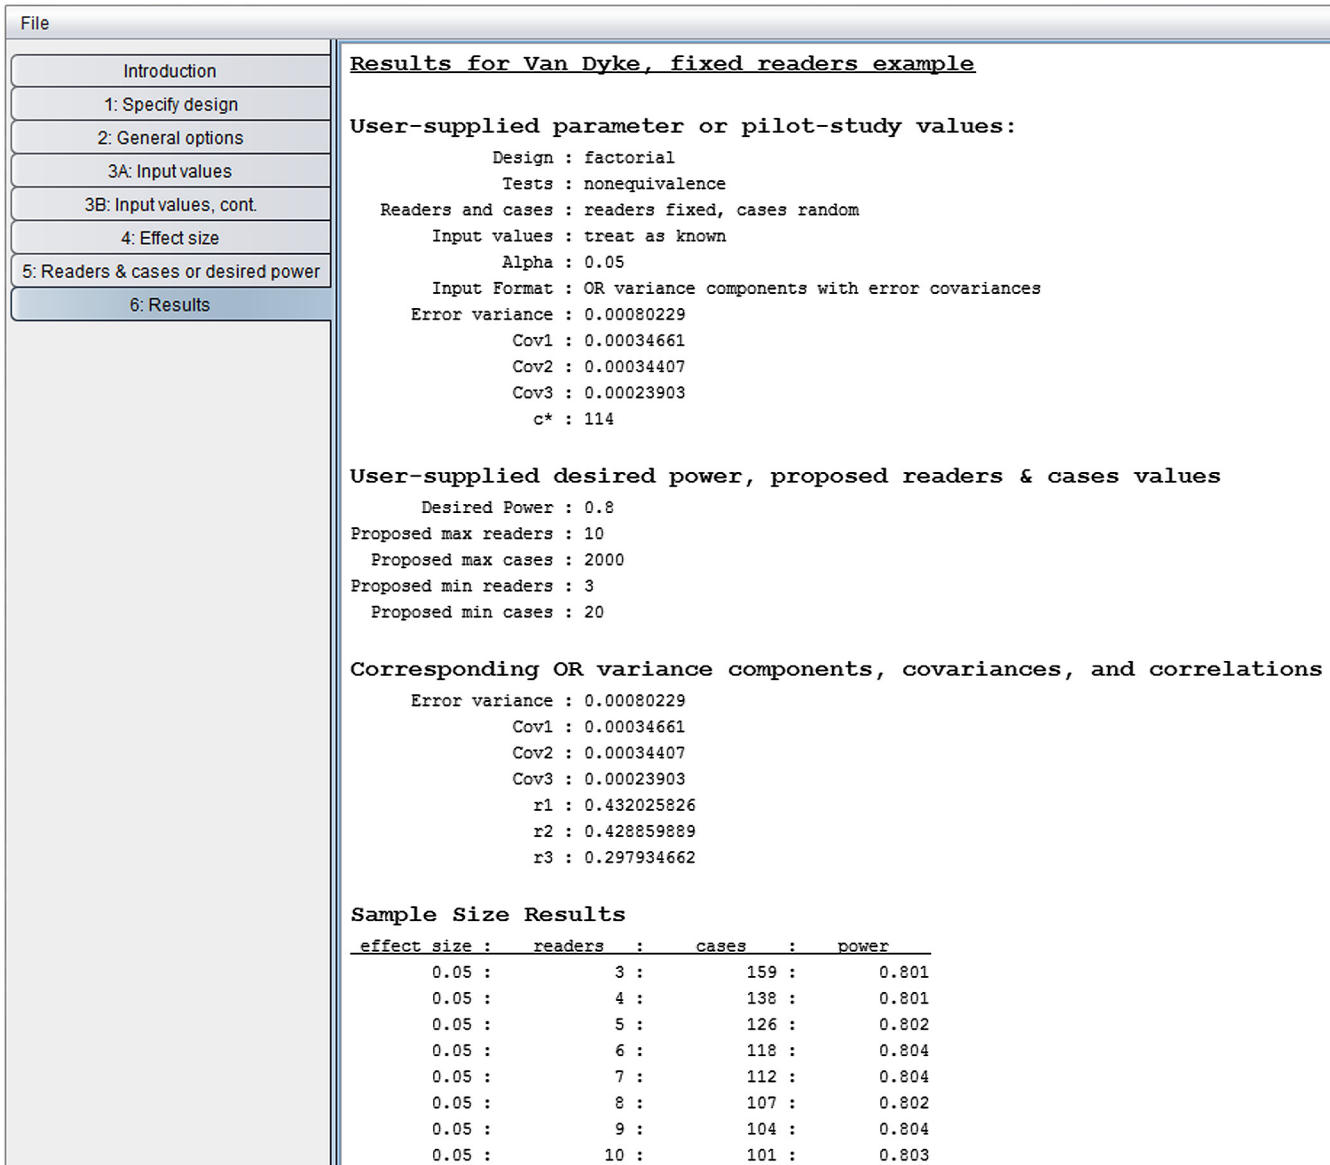 File
Introduction
1: Specify design
2: General options
3A: Input values
3B: Input values, cont.
4: Effect size
5: Readers & cases or desired power
6: Results
Results for Van Dyke, fixed readers example
User-supplied parameter or pilot-study values:
Design : factorial
Tests : nonequivalence
Readers and cases : readers fixed, cases random
Input values : treat as known
Alpha : 0.05
Input Format : OR variance components with error covariances
Error variance : 0.00080229
Cov1 : 0.00034661
Cov2 : 0.00034407
Cov3 : 0.00023903
c* : 114
User-supplied desired power, proposed readers & cases values
Desired Power : 0.8
Proposed max readers : 10
Proposed max cases : 2000
Proposed min readers : 3
Proposed min cases : 20
Corresponding OR variance components, covariances, and correlations
Error variance : 0.00080229
Cov1 : 0.00034661
Cov2 : 0.00034407
Cov3 : 0.00023903
r1 : 0.432025826
r2 : 0.428859889
r3 : 0.297934662
Sample Size Results
effect size : readers : cases : power
0.05 : 3 : 159 : 0.801
0.05 : 4 : 138 : 0.801
0.05 : 5 : 126 : 0.802
0.05 : 6 : 118 : 0.804
0.05 : 7 : 112 : 0.804
0.05 : 8 : 107 : 0.802
0.05 : 9 : 104 : 0.804
0.05 : 10 : 101 : 0.803